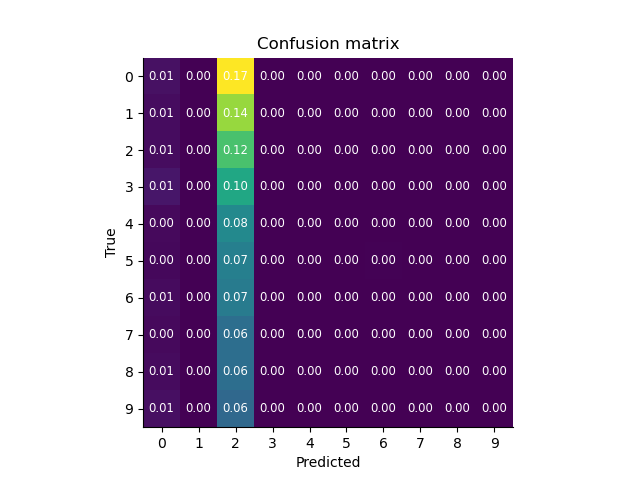 Confusion matrix
0 0.01 0.00 0.17 0.00 0.00 0.00 0.00 0.00 0.00 0.00
1 0.01 0.00 0.14 0.00 0.00 0.00 0.00 0.00 0.00 0.00
2 0.01 0.00 0.12 0.00 0.00 0.00 0.00 0.00 0.00 0.00
3 0.01 0.00 0.10 0.00 0.00 0.00 0.00 0.00 0.00 0.00
4 0.00 0.00 0.08 0.00 0.00 0.00 0.00 0.00 0.00 0.00
True
5 0.00 0.00 0.07 0.00 0.00 0.00 0.00 0.00 0.00 0.00
6 0.01 0.00 0.07 0.00 0.00 0.00 0.00 0.00 0.00 0.00
7 0.00 0.00 0.06 0.00 0.00 0.00 0.00 0.00 0.00 0.00
8 0.01 0.00 0.06 0.00 0.00 0.00 0.00 0.00 0.00 0.00
9 0.01 0.00 0.06 0.00 0.00 0.00 0.00 0.00 0.00 0.00
0 1 2 3 4 5 6 7 8 9
Predicted